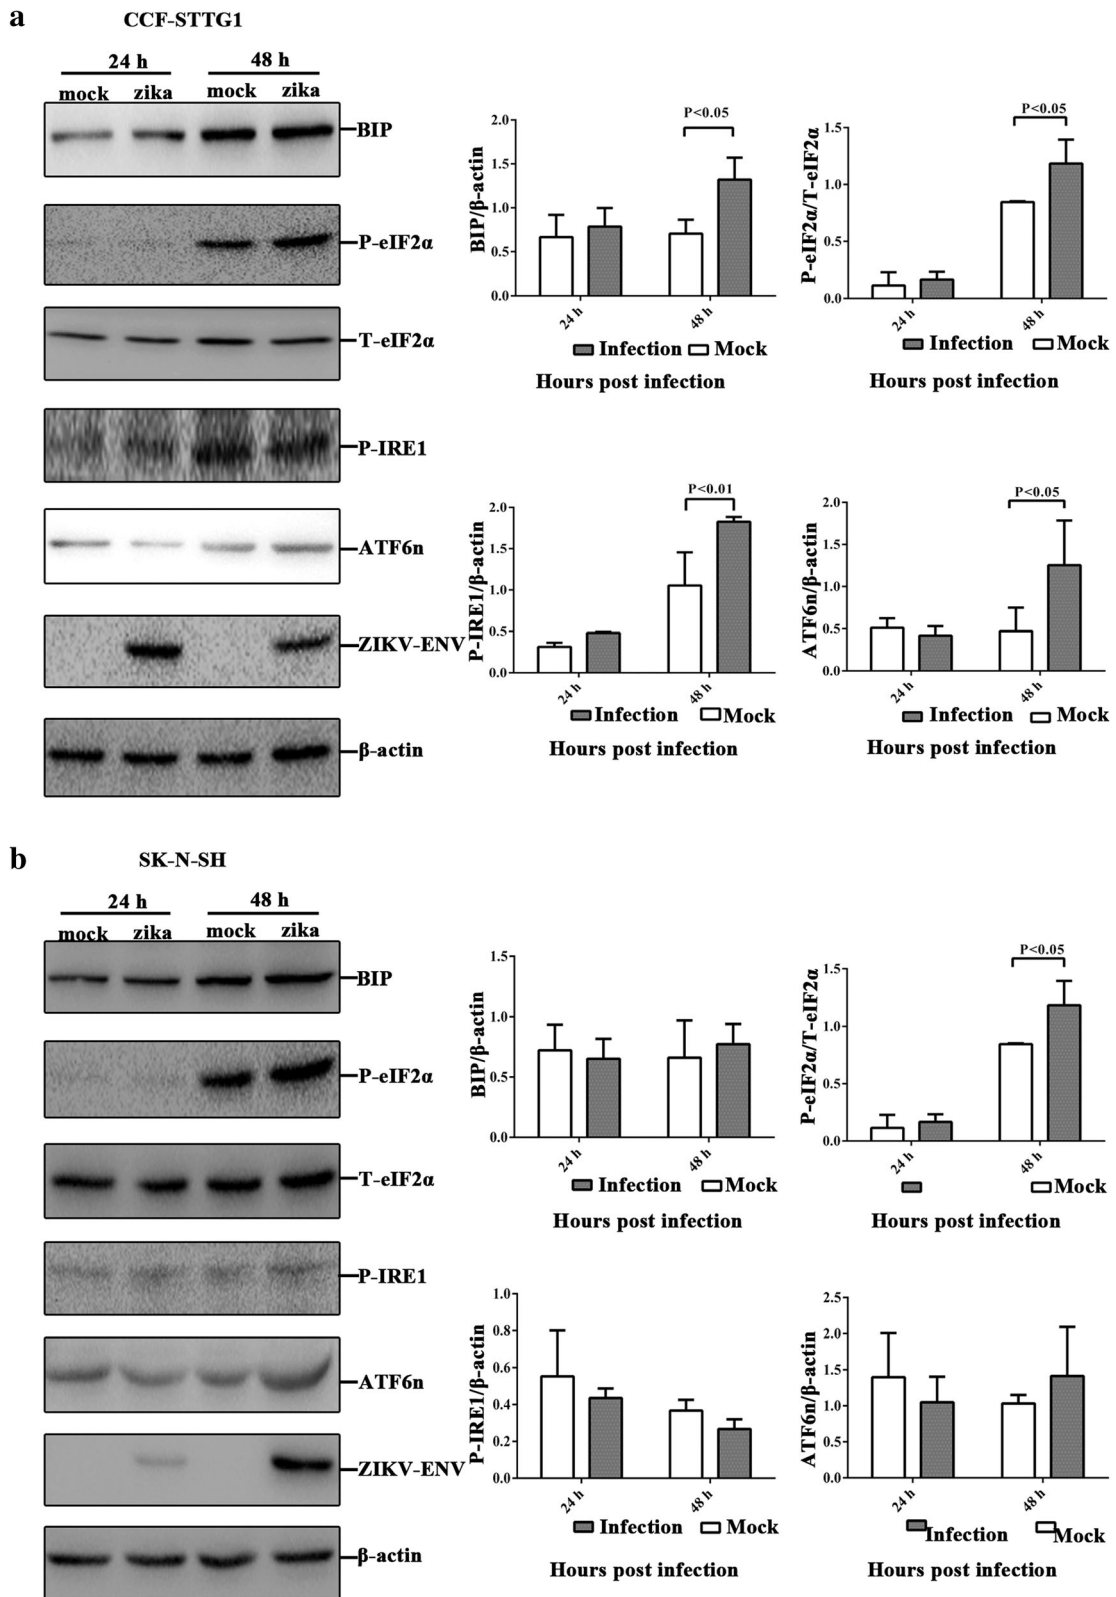 a
CCF-STTG1
24 h 48 h
mock zika mock zika
BIP
P-eIF2α
T-eIF2α
P-IRE1
ATF6n
ZIKV-ENV
β-actin
P<0.05
BIP/β-actin
2.0
1.5
1.0
0.5
0.0
24 h 48 h
Infection Mock
Hours post infection
P<0.05
P-eIF2α/T-eIF2α
1.5
1.0
0.5
0.0
24 h 48 h
Infection Mock
Hours post infection
P<0.01
P-IRE1/β-actin
2.0
1.5
1.0
0.5
0.0
24 h 48 h
Infection Mock
Hours post infection
P<0.05
ATF6n/β-actin
2.0
1.5
1.0
0.5
0.0
24 h 48 h
Infection Mock
Hours post infection
b
SK-N-SH
24 h 48 h
mock zika mock zika
BIP
P-eIF2α
T-eIF2α
P-IRE1
ATF6n
ZIKV-ENV
β-actin
BIP/β-actin
1.5
1.0
0.5
0.0
24 h 48 h
Infection Mock
Hours post infection
P<0.05
P-eIF2α/T-eIF2α
1.5
1.0
0.5
0.0
24 h 48 h
Mock
Hours post infection
P-IRE1/β-actin
1.0
0.8
0.6
0.4
0.2
0.0
24 h 48 h
Infection Mock
Hours post infection
ATF6n/β-actin
2.5
2.0
1.5
1.0
0.5
0.0
24 h 48 h
Infection Mock
Hours post infection